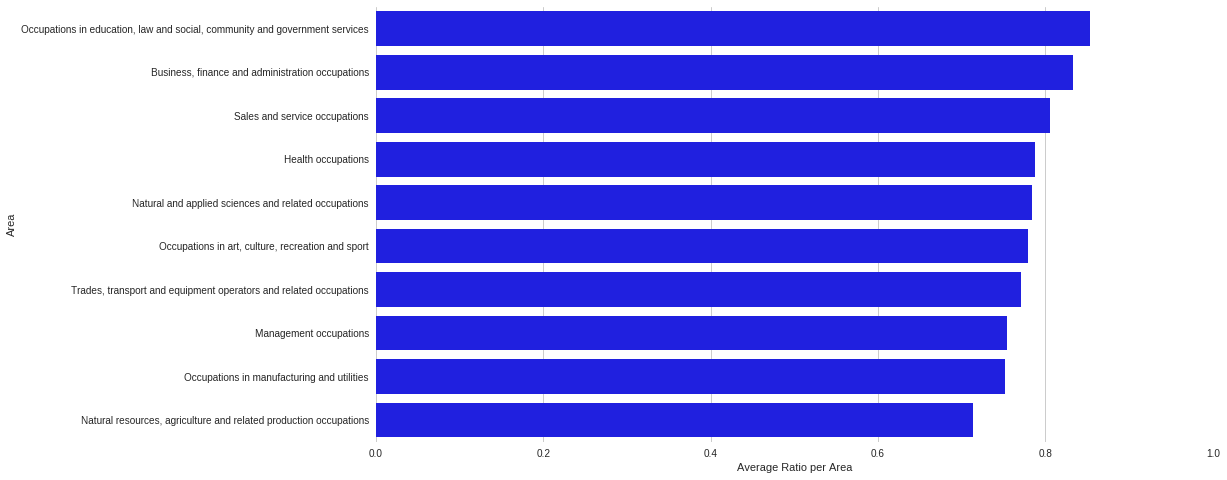 Occupations in education, law and social, community and government services
Business, finance and administration occupations
Sales and service occupations
Health occupations
Natural and applied sciences and related occupations
Area
Occupations in art, culture, recreation and sport
Trades, transport and equipment operators and related occupations
Management occupations
Occupations in manufacturing and utilities
Natural resources, agriculture and related production occupations
0.0 0.2 0.4 0.6 0.8 1.0
Average Ratio per Area